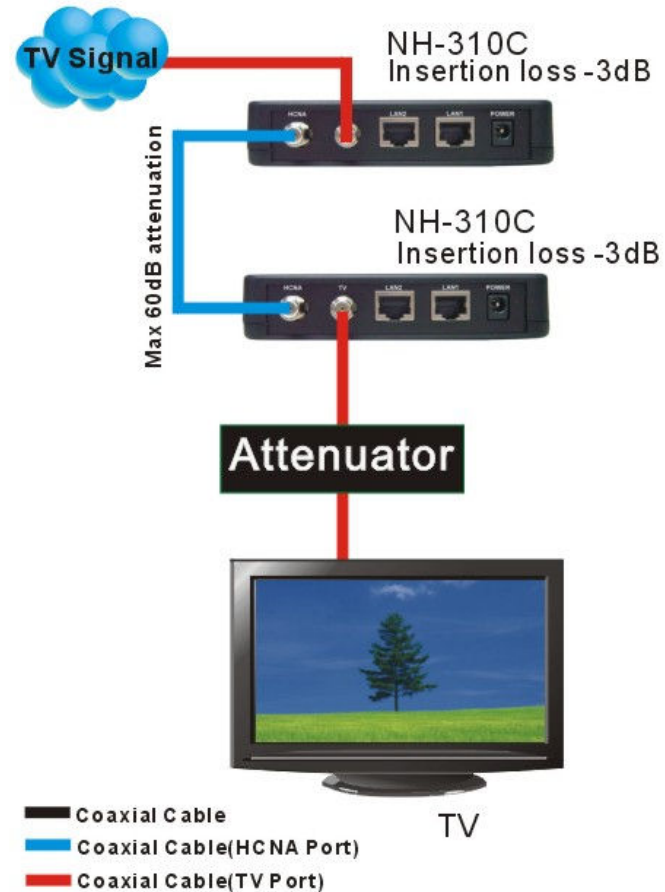 TV Signal
NH-310C
Insertion loss -3dB
HCNA LAN2 LAN1 POWER
Max 60dB attenuation
NH-310C
Insertion loss -3dB
HCNA TV LAN2 LAN1 POWER
Attenuator
TV
Coaxial Cable
Coaxial Cable(HCNA Port)
Coaxial Cable(TV Port)